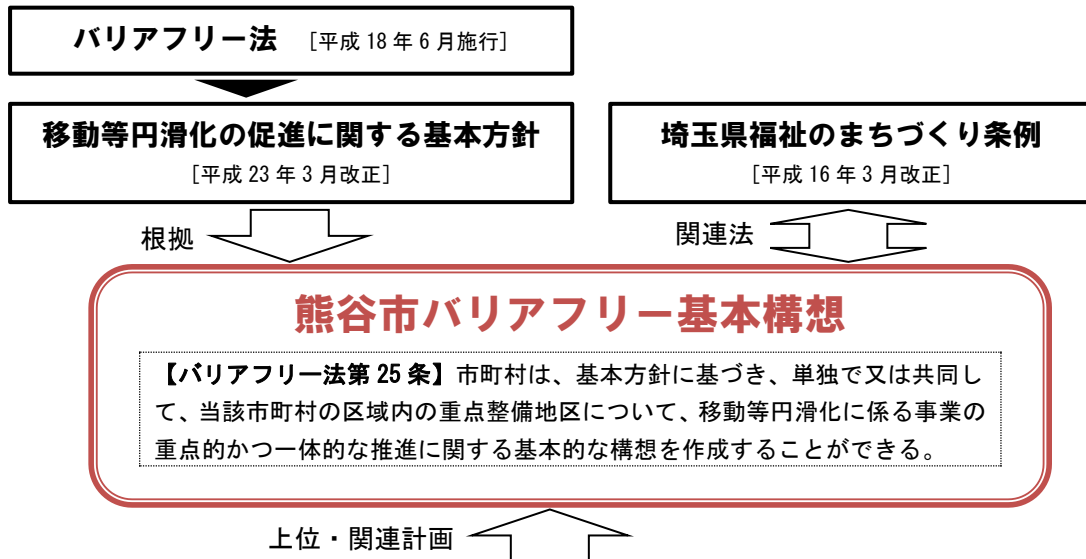 バリアフリー法 [平成 18 年 6 月施行]
移動等円滑化の促進に関する基本方針
[平成 23 年 3 月改正]
埼玉県福祉のまちづくり条例
[平成 16 年 3 月改正]
根拠
関連法
熊谷市バリアフリー基本構想
【バリアフリー法第 25 条】市町村は、基本方針に基づき、単独で又は共同し
て、当該市町村の区域内の重点整備地区について、移動等円滑化に係る事業の
重点的かつ一体的な推進に関する基本的な構想を作成することができる。
上位・関連計画